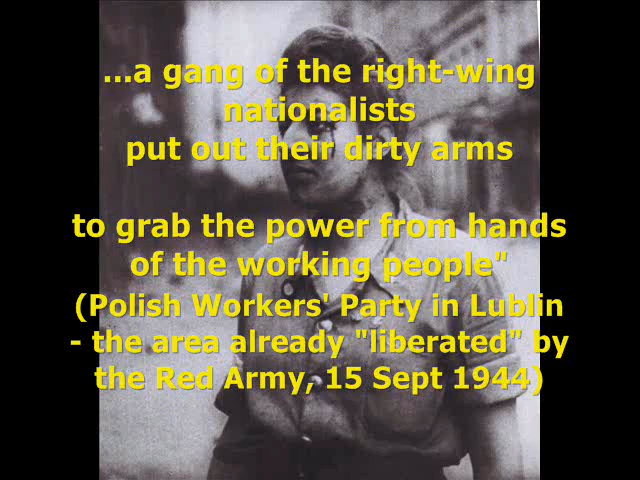 ...a gang of the right-wing
nationalists
put out their dirty arms
to grab the power from hands
of the working people"
(Polish Workers' Party in Lublin
- the area already "liberated" by
the Red Army, 15 Sept 1944)